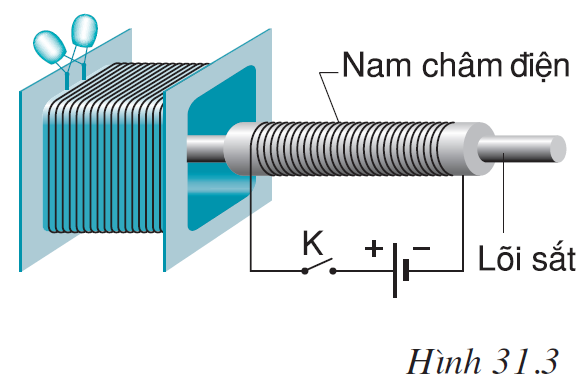 Nam châm điện
K
+
–
Lõi sắt
Hình 31.3